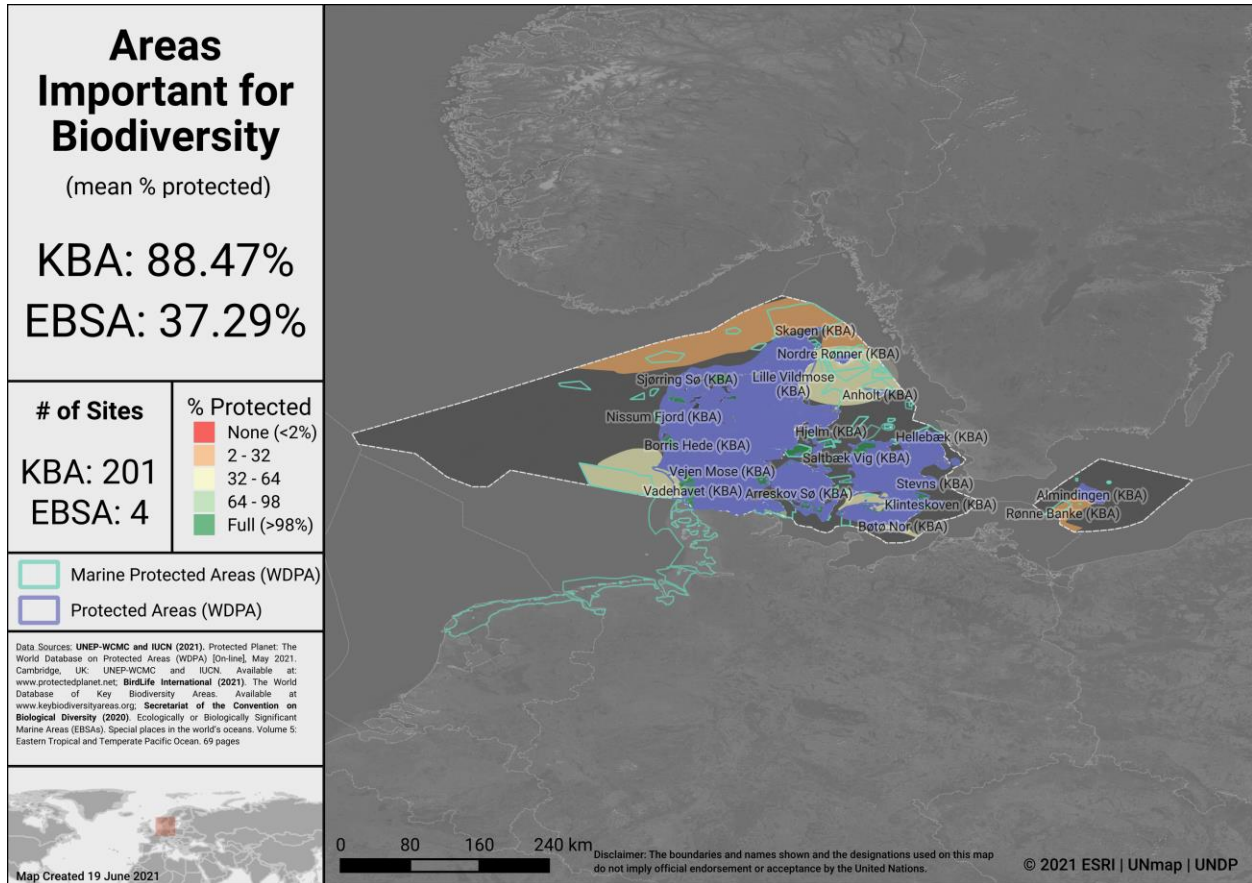 Areas
Important for
Biodiversity
(mean % protected)
KBA: 88.47%
EBSA: 37.29%
# of Sites
KBA: 201
EBSA: 4
% Protected
None (<2%)
2 - 32
32 - 64
64 - 98
Full (>98%)
Marine Protected Areas (WDPA)
Protected Areas (WDPA)
Data Sources: UNEP-WCMC and IUCN (2021). Protected Planet: The
World Database on Protected Areas (WDPA) [On-line], May 2021.
Cambridge, UK: UNEP-WCMC and IUCN. Available at:
www.protectedplanet.net; BirdLife International (2021). The World
Database of Key Biodiversity Areas. Available at
www.keybiodiversityareas.org; Secretariat of the Convention on
Biological Diversity (2020). Ecologically or Biologically Significant
Marine Areas (EBSAs). Special places in the world's oceans. Volume 5:
Eastern Tropical and Temperate Pacific Ocean. 69 pages
Map Created 19 June 2021
Skagen (KBA)
Nordre Rønner (KBA)
Sjørring Sø (KBA)
Lille Vildmose
(KBA)
Anholt (KBA)
Nissum Fjord (KBA)
Hjelm (KBA)
Hellebæk (KBA)
Borris Hede (KBA)
Saltbæk Vig (KBA)
Vejen Mose (KBA)
Stevns (KBA)
Vadehavet (KBA)
Arreskov Sø (KBA)
Klinteskoven (KBA)
Bøtø Nor (KBA)
Almindingen (KBA)
Rønne Banke (KBA)
0 80 160 240 km
Disclaimer: The boundaries and names shown and the designations used on this map
do not imply official endorsement or acceptance by the United Nations.
© 2021 ESRI | UNmap | UNDP